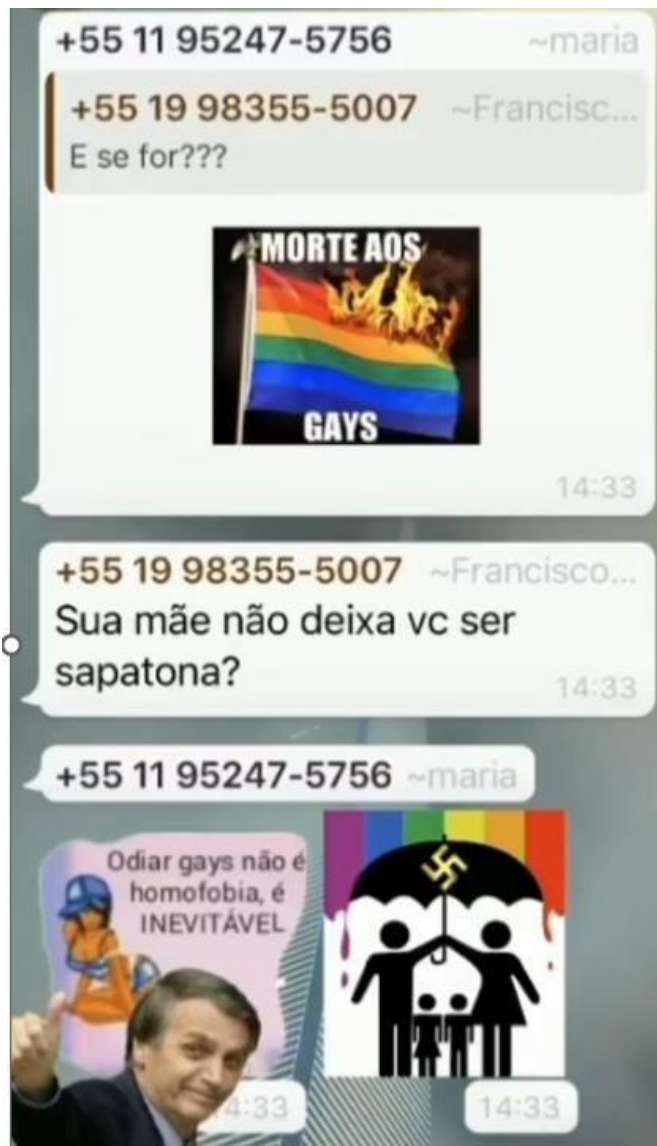 +55 11 95247-5756 ~maria
+55 19 98355-5007 ~Francisc...
E se for???
MORTE AOS
GAYS
14:33
+55 19 98355-5007 ~Francisco...
Sua mãe não deixa vc ser
sapatona?
14:33
+55 11 95247-5756 ~maria
Odiar gays não é
homofobia, é
INEVITÁVEL
4:33
14:33